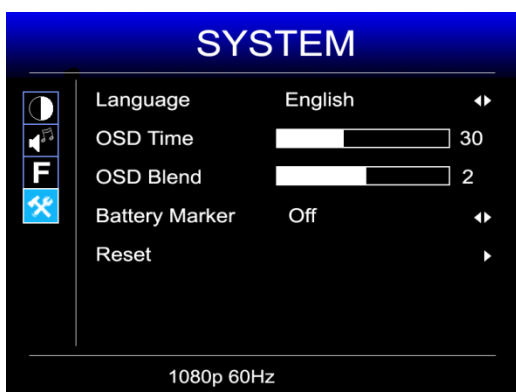 SYSTEM
Language English
OSD Time 30
F
OSD Blend 2
Battery Marker Off
Reset
1080p 60Hz